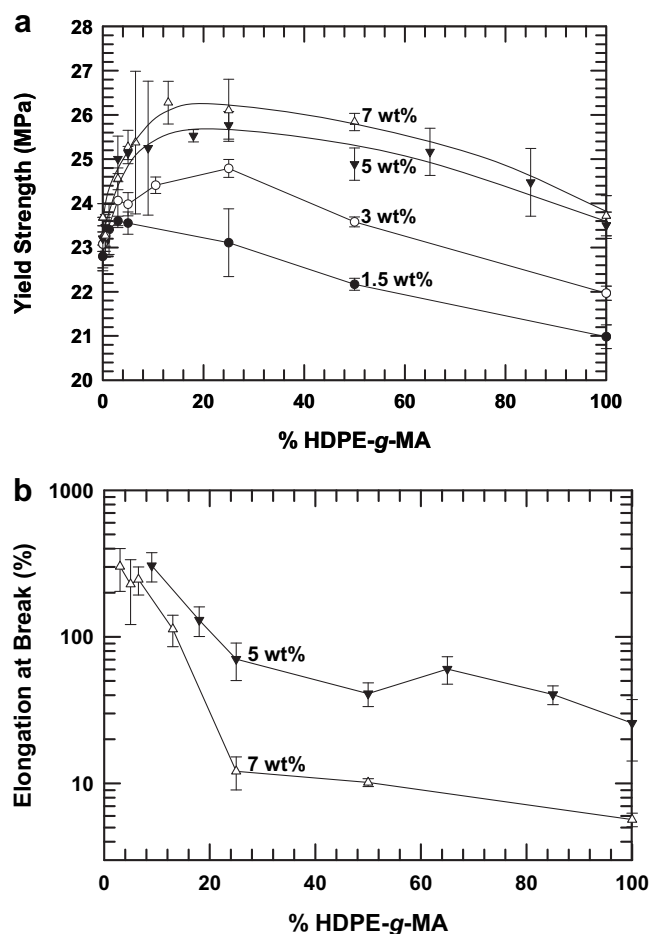 a
28
27
26
25
24
23
22
21
20
Yield Strength (MPa)
7 wt%
5 wt%
3 wt%
1.5 wt%
0 20 40 60 80 100
% HDPE-g-MA
b
1000
100
10
Elongation at Break (%)
5 wt%
7 wt%
0 20 40 60 80 100
% HDPE-g-MA